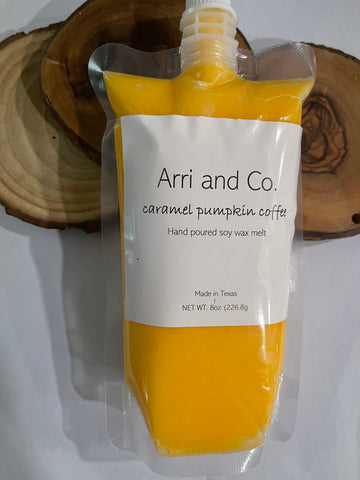 Arri and Co.
caramel pumpkin coffee
Hand poured soy wax melt
Made in Texas
NET WT. 8oz (226.8g